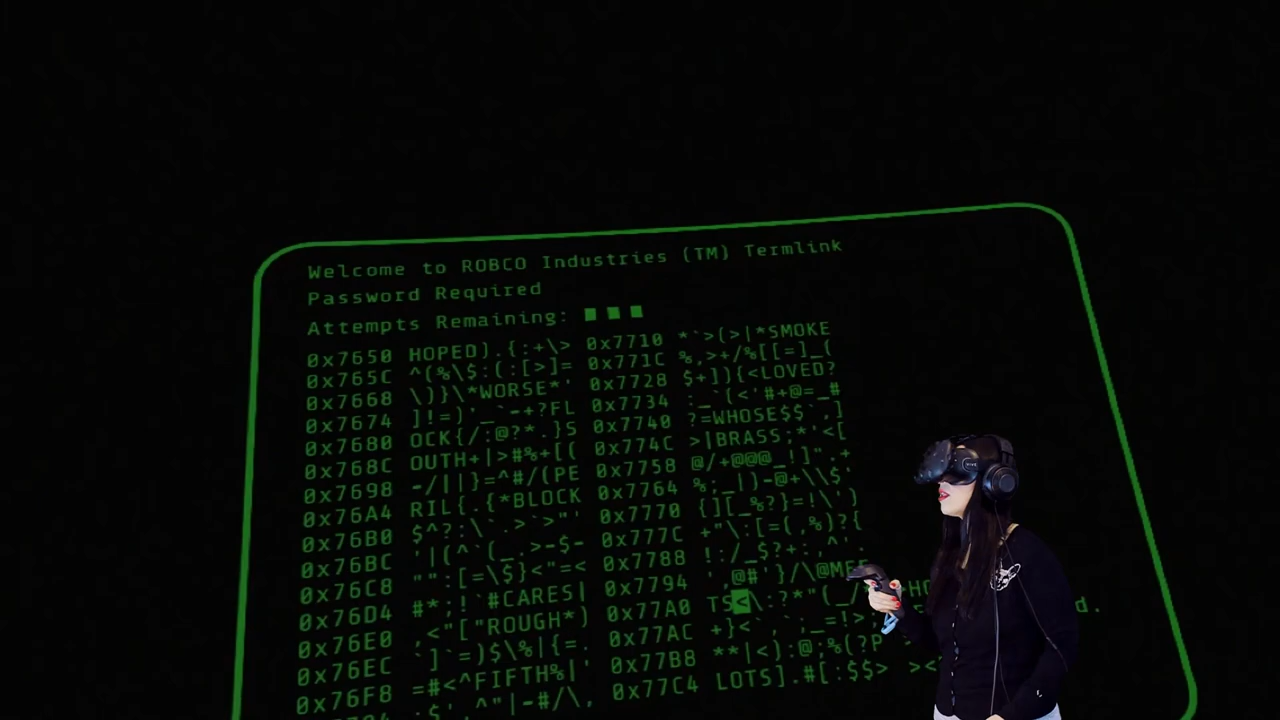 Welcome to ROBCO Industries (TM) Termlink
Password Required
Attempts Remaining: ■ ■ ■
0x7650 HOPED).{:+\> 0x7710 *`>(>|*SMOKE
0x765C ^(%\$:(:[>]= 0x771C %.>+/%[[=]_(
0x7668 \)}\*WORSE*' 0x7728 $+]){<LOVED?
0x7674 ]!=)'_`-+?FL 0x7734 :_`(<'#+@=_#
0x7680 OCK{/:@?*.}S 0x7740 ?=WHOSE$$`,]
0x768C OUTH+|>#%+[( 0x774C >|BRASS;*'<[
0x7698 -/||}=^#/(PE 0x7758 @/+@@@_!]".+
0x76A4 RIL{.{*BLOCK 0x7764 %;_|)-@+\\$'
0x76B0 $^?:\`.>`>"' 0x7770 {][_%?}=!\')
0x76BC '|(^`(_.>-$- 0x777C +"\:[=(,%)?{
0x76C8 "":[=\$}<"=< 0x7788 !:/_$?+:,^'.
0x76D4 #*;!`#CARES| 0x7794 ',@#'}/\@MEE
0x76E0 ,<"["ROUGH*) 0x77A0 TS<\:?*"(_/
0x76EC .]`=)$\%|{=. 0x77AC +}<`,`;_=!>
0x76F8 =#<^FIFTH%|' 0x77B8 **|<):@;%(?P
:$',^"|-#/\, 0x77C4 LOTS].#[:$$>